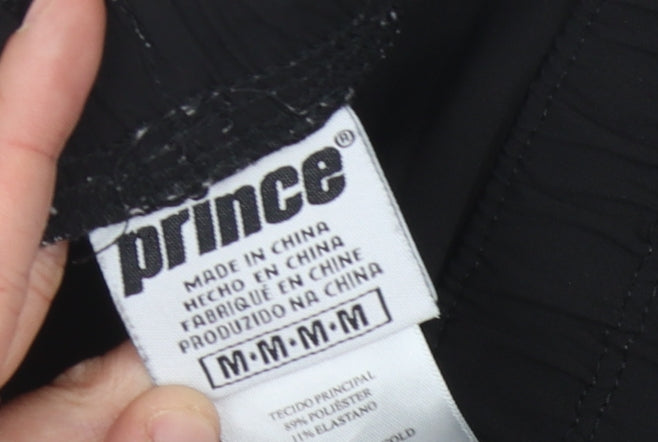 prince®
MADE IN CHINA
HECHO EN CHINA
FABRIQUÉ EN CHINE
PRODUZIDO NA CHINA
M·M·M·M
TECIDO PRINCIPAL
89% POLIÉSTER
11% ELASTANO